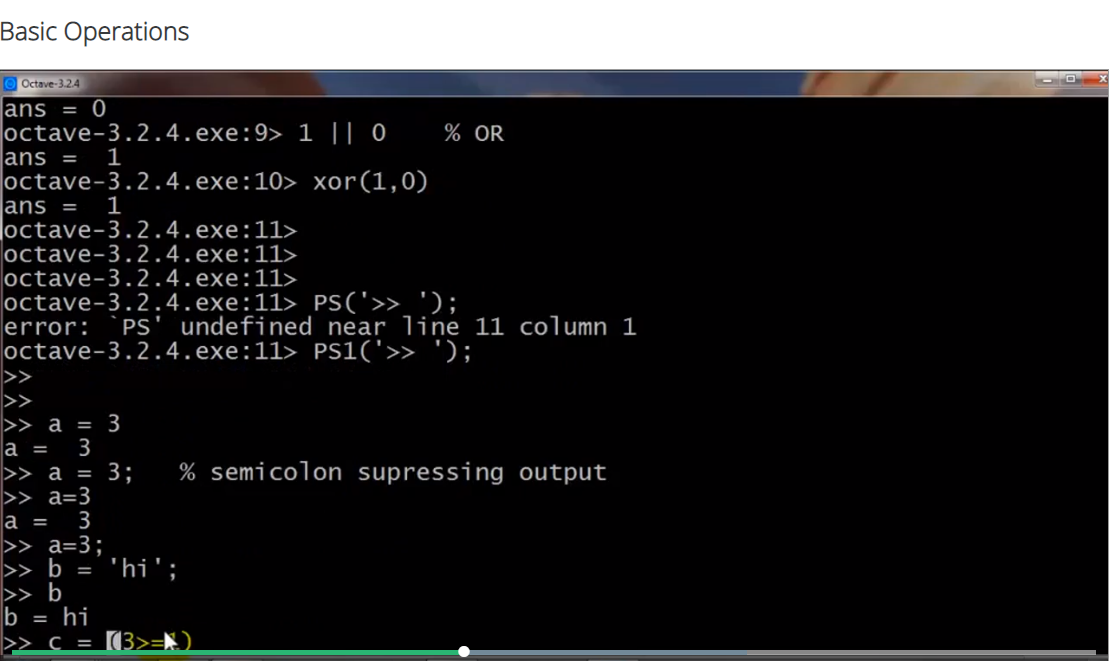 Basic Operations
Octave-3.2.4
ans = 0
octave-3.2.4.exe:9> 1 || 0    % OR
ans =  1
octave-3.2.4.exe:10> xor(1,0)
ans =  1
octave-3.2.4.exe:11>
octave-3.2.4.exe:11>
octave-3.2.4.exe:11>
octave-3.2.4.exe:11> PS('>> ');
error: `PS' undefined near line 11 column 1
octave-3.2.4.exe:11> PS1('>> ');
>>
>>
>> a = 3
a =  3
>> a = 3;   % semicolon supressing output
>> a=3
a =  3
>> a=3;
>> b = 'hi';
>> b
b = hi
>> c = (3>=1)